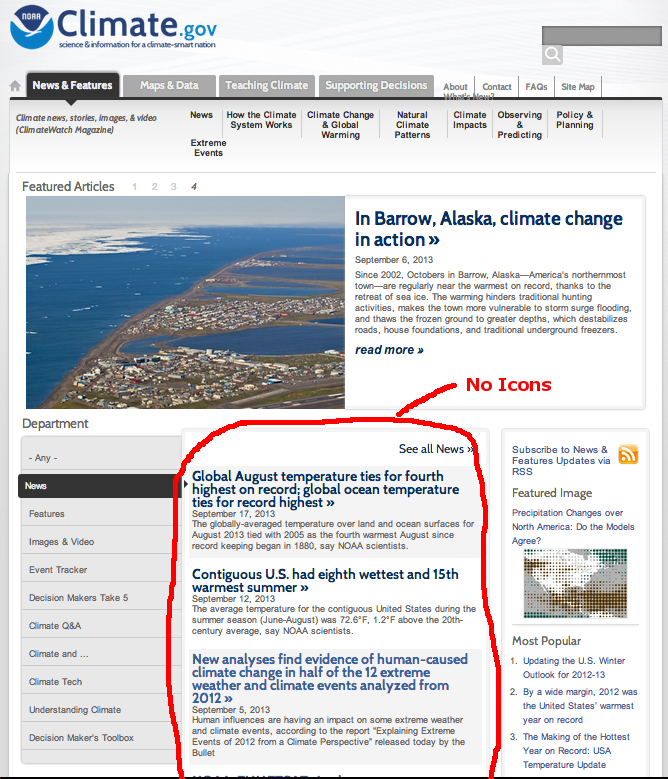 NOAA
Climate.gov
science & information for a climate-smart nation
News & Features
Maps & Data
Teaching Climate
Supporting Decisions
About
Contact
FAQs
Site Map
What's New?
Climate news, stories, images, & video
(ClimateWatch Magazine)
News
How the Climate
System Works
Climate Change
& Global
Warming
Natural
Climate
Patterns
Climate
Impacts
Observing
&
Predicting
Policy &
Planning
Extreme
Events
Featured Articles 1 2 3 4
In Barrow, Alaska, climate change
in action »
September 6, 2013
Since 2002, Octobers in Barrow, Alaska—America's northernmost
town—are regularly near the warmest on record, thanks to the
retreat of sea ice. The warming hinders traditional hunting
activities, makes the town more vulnerable to storm surge flooding,
and thaws the frozen ground to greater depths, which destabilizes
roads, house foundations, and traditional underground freezers.
read more »
No Icons
Department
- Any -
News
Features
Images & Video
Event Tracker
Decision Makers Take 5
Climate Q&A
Climate and ...
Climate Tech
Understanding Climate
Decision Maker's Toolbox
See all News »
Global August temperature ties for fourth
highest on record; global ocean temperature
ties for record highest »
September 17, 2013
The globally-averaged temperature over land and ocean surfaces for
August 2013 tied with 2005 as the fourth warmest August since
record keeping began in 1880, say NOAA scientists.
Contiguous U.S. had eighth wettest and 15th
warmest summer »
September 12, 2013
The average temperature for the contiguous United States during the
summer season (June-August) was 72.6°F, 1.2°F above the 20th-
century average, say NOAA scientists.
New analyses find evidence of human-caused
climate change in half of the 12 extreme
weather and climate events analyzed from
2012 »
September 5, 2013
Human influences are having an impact on some extreme weather
and climate events, according to the report "Explaining Extreme
Events of 2012 from a Climate Perspective" released today by the
Bullet
Subscribe to News &
Features Updates via
RSS
Featured Image
Precipitation Changes over
North America: Do the Models
Agree?
Most Popular
1. Updating the U.S. Winter
Outlook for 2012-13
2. By a wide margin, 2012 was
the United States' warmest
year on record
3. The Making of the Hottest
Year on Record: USA
Temperature Update